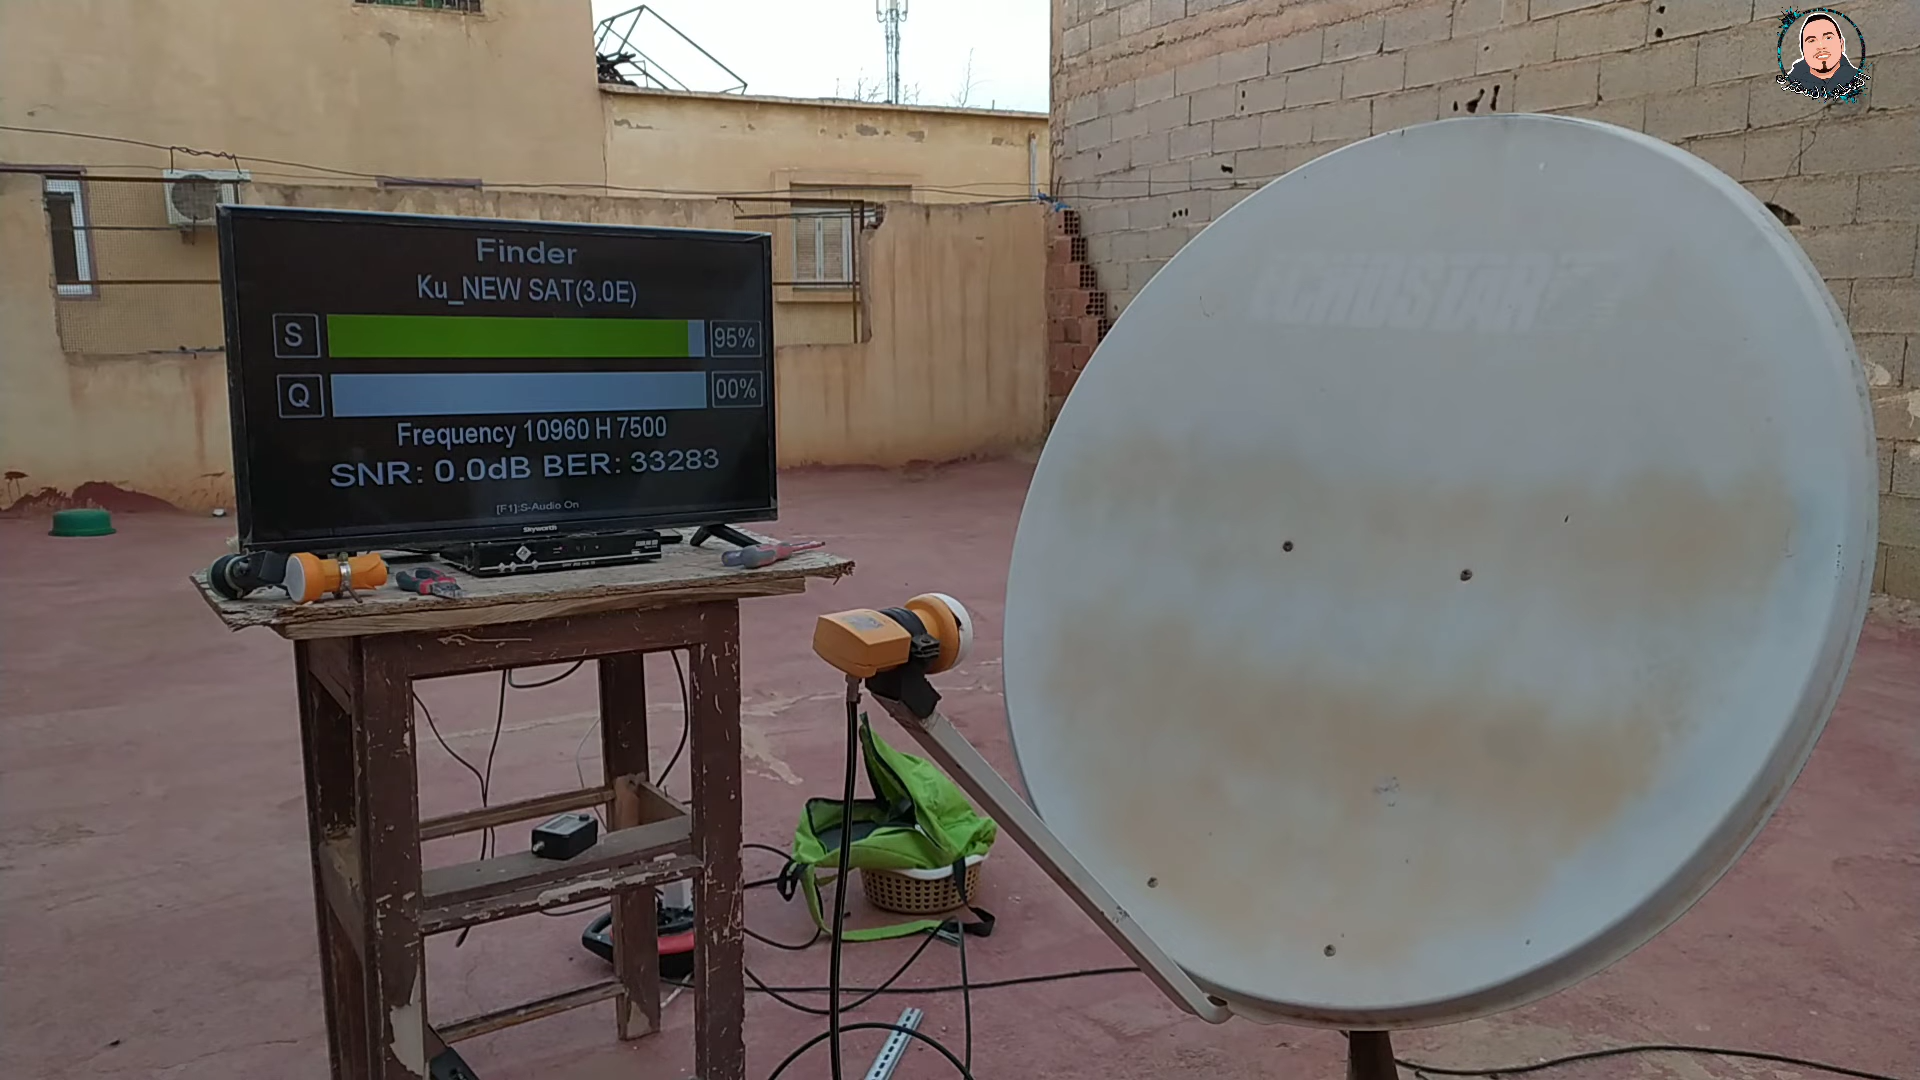 Finder
Ku_NEW SAT(3.0E)
S 95%
Q 00%
Frequency 10960 H 7500
SNR: 0.0dB BER: 33283
[F1]:S-Audio On
Skyworth
ECHOSTAR